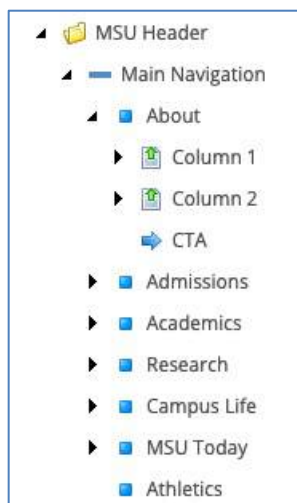 MSU Header
Main Navigation
About
Column 1
Column 2
CTA
Admissions
Academics
Research
Campus Life
MSU Today
Athletics